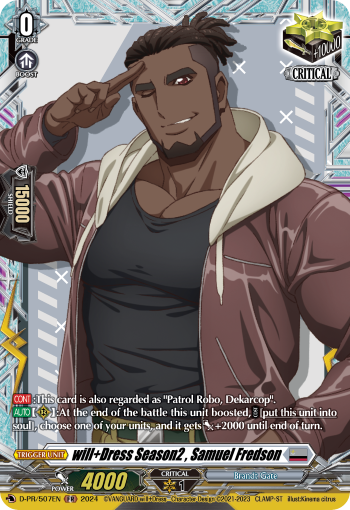 0
GRADE
BOOST
+10000
CRITICAL
15000
SHIELD
CONT:This card is also regarded as "Patrol Robo, Dekarcop".
AUTO[]:At the end of the battle this unit boosted, [put this unit into
soul], choose one of your units, and it gets +2000 until end of turn.
TRIGGER UNIT will+Dress Season2, Samuel Fredson
POWER 4000 CRITICAL 1 Brandt Gate
D-PR/507EN 2024 ©VANGUARD will+Dress Character Design ©2021-2023 CLAMP・ST illust:Kinema citrus